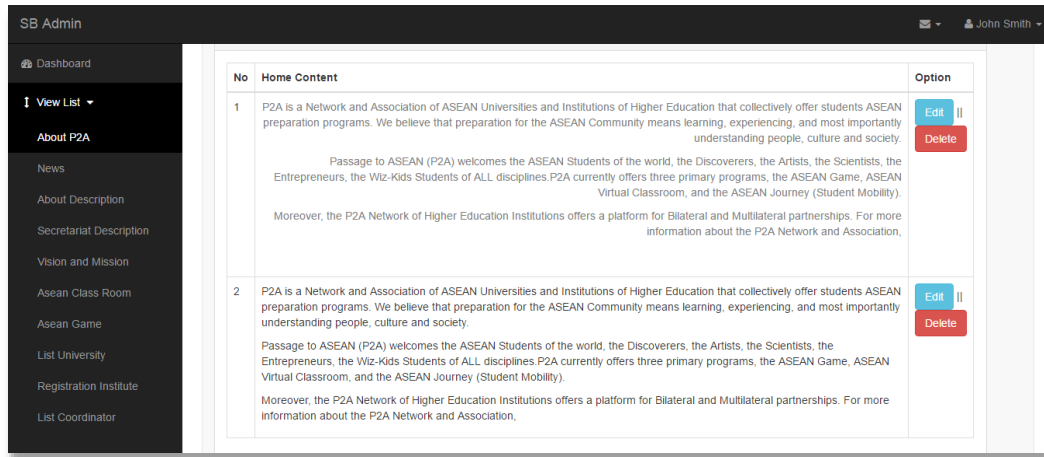 SB Admin
John Smith
Dashboard
View List
About P2A
News
About Description
Secretariat Description
Vision and Mission
Asean Class Room
Asean Game
List University
Registration Institute
List Coordinator
No Home Content Option
1 P2A is a Network and Association of ASEAN Universities and Institutions of Higher Education that collectively offer students ASEAN Edit ||
preparation programs. We believe that preparation for the ASEAN Community means learning, experiencing, and most importantly
understanding people, culture and society. Delete
Passage to ASEAN (P2A) welcomes the ASEAN Students of the world, the Discoverers, the Artists, the Scientists, the
Entrepreneurs, the Wiz-Kids Students of ALL disciplines.P2A currently offers three primary programs, the ASEAN Game, ASEAN
Virtual Classroom, and the ASEAN Journey (Student Mobility).
Moreover, the P2A Network of Higher Education Institutions offers a platform for Bilateral and Multilateral partnerships. For more
information about the P2A Network and Association,
2 P2A is a Network and Association of ASEAN Universities and Institutions of Higher Education that collectively offer students ASEAN Edit ||
preparation programs. We believe that preparation for the ASEAN Community means learning, experiencing, and most importantly
understanding people, culture and society. Delete
Passage to ASEAN (P2A) welcomes the ASEAN Students of the world, the Discoverers, the Artists, the Scientists, the
Entrepreneurs, the Wiz-Kids Students of ALL disciplines.P2A currently offers three primary programs, the ASEAN Game, ASEAN
Virtual Classroom, and the ASEAN Journey (Student Mobility).
Moreover, the P2A Network of Higher Education Institutions offers a platform for Bilateral and Multilateral partnerships. For more
information about the P2A Network and Association,